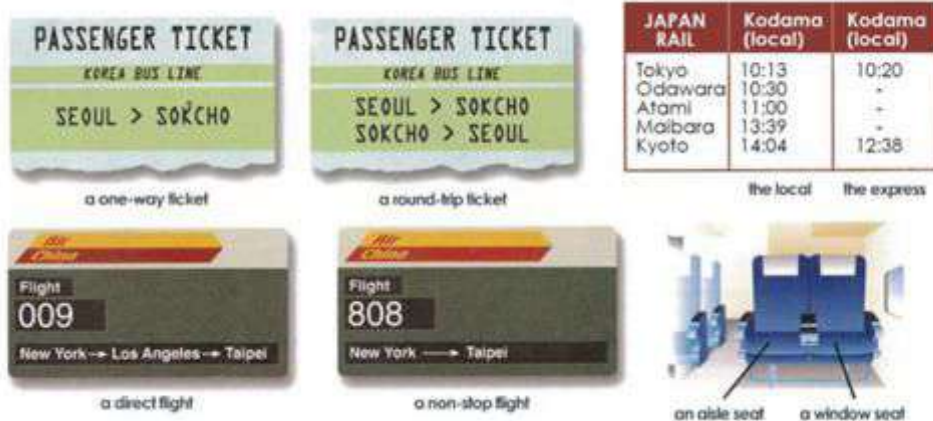 PASSENGER TICKET
KOREA BUS LINE
SEOUL > SOKCHO
a one-way ticket
PASSENGER TICKET
KOREA BUS LINE
SEOUL > SOKCHO
SOKCHO > SEOUL
a round-trip ticket
JAPAN RAIL Kodama (local) Kodama (local)
Tokyo 10:13 10:20
Odawara 10:30 -
Atami 11:00 -
Maibara 13:39 -
Kyoto 14:04 12:38
the local the express
Air China
Flight
009
New York → Los Angeles → Taipei
a direct flight
Air China
Flight
808
New York → Taipei
a non-stop flight
an aisle seat a window seat